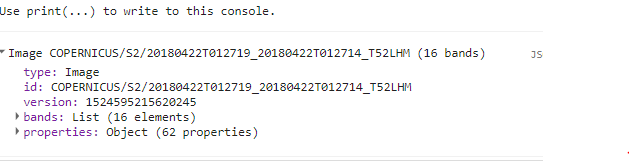 Use print(...) to write to this console.
Image COPERNICUS/S2/20180422T012719_20180422T012714_T52LHM (16 bands) JSON
type: Image
id: COPERNICUS/S2/20180422T012719_20180422T012714_T52LHM
version: 1524595215620245
bands: List (16 elements)
properties: Object (62 properties)